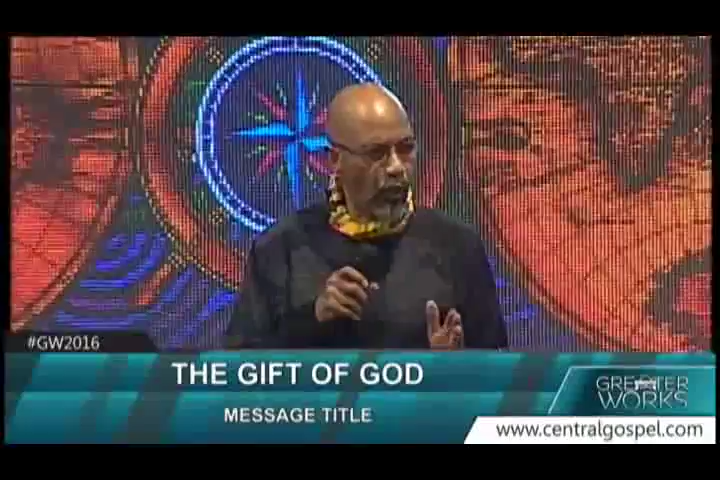 #GW2016
THE GIFT OF GOD
MESSAGE TITLE
GREATER
WORKS
www.centralgospel.com